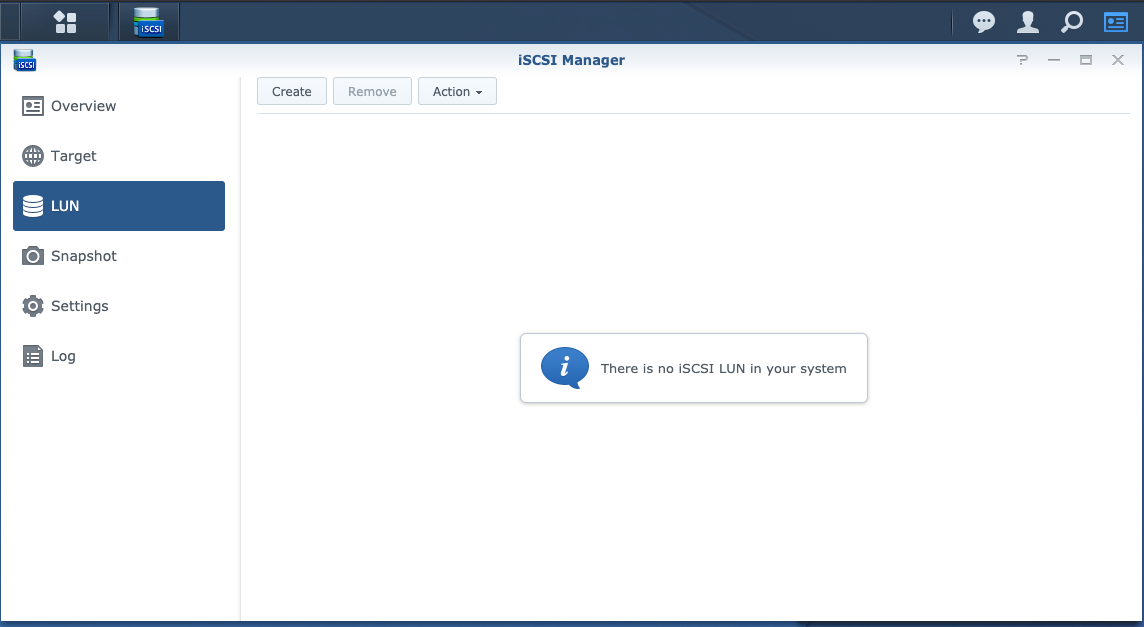 iSCSI
iSCSI
iSCSI Manager
?
Overview
Target
LUN
Snapshot
Settings
Log
Create
Remove
Action
i
There is no iSCSI LUN in your system